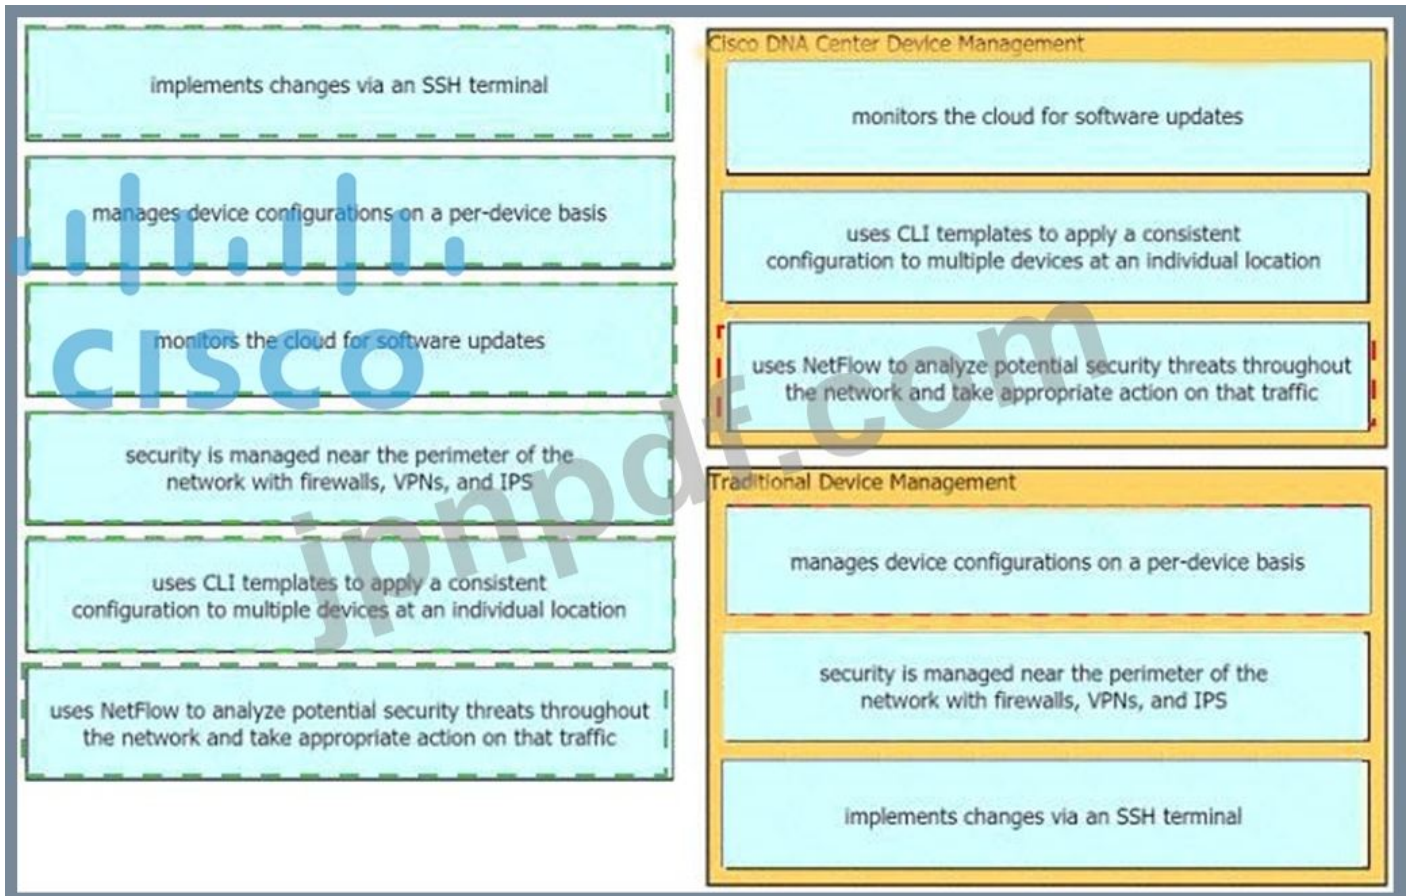 implements changes via an SSH terminal
manages device configurations on a per-device basis
monitors the cloud for software updates
security is managed near the perimeter of the
network with firewalls, VPNs, and IPS
uses CLI templates to apply a consistent
configuration to multiple devices at an individual location
uses NetFlow to analyze potential security threats throughout
the network and take appropriate action on that traffic
CISCO
Cisco DNA Center Device Management
monitors the cloud for software updates
uses CLI templates to apply a consistent
configuration to multiple devices at an individual location
uses NetFlow to analyze potential security threats throughout
the network and take appropriate action on that traffic
Traditional Device Management
manages device configurations on a per-device basis
security is managed near the perimeter of the
network with firewalls, VPNs, and IPS
implements changes via an SSH terminal
jpnpdf.com